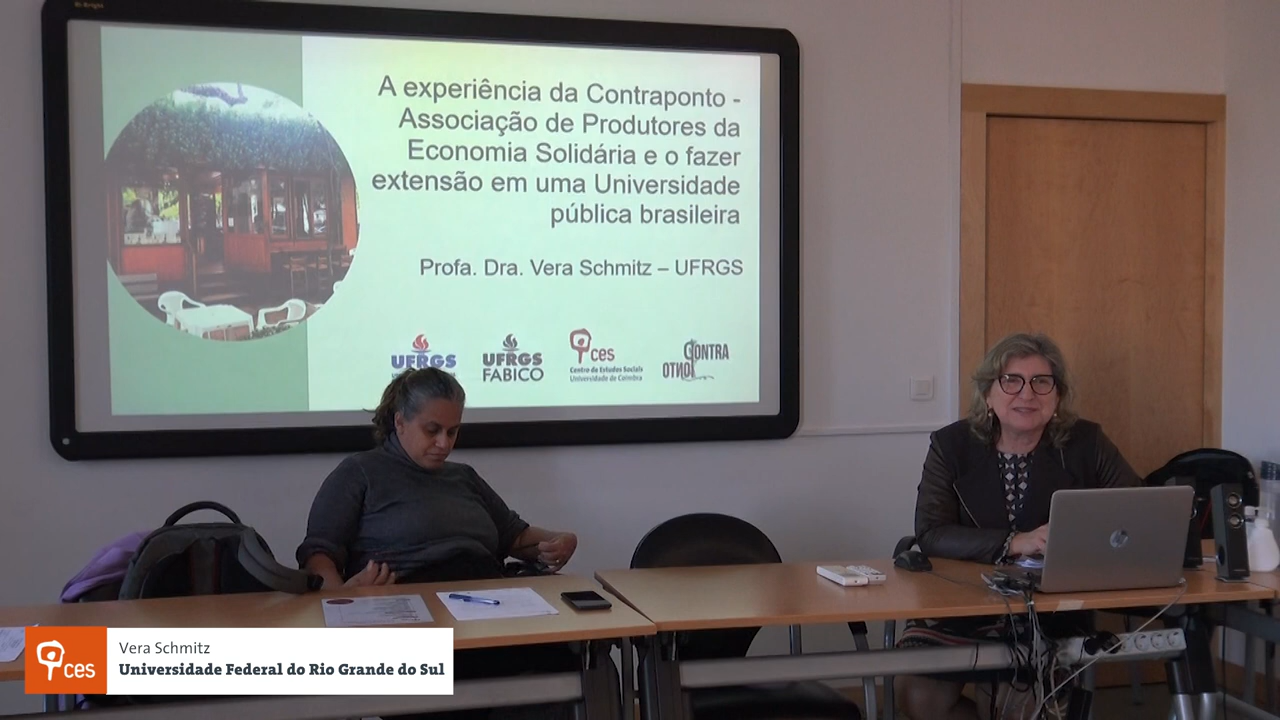 A experiência da Contraponto -
Associação de Produtores da
Economia Solidária e o fazer
extensão em uma Universidade
pública brasileira
Profa. Dra. Vera Schmitz – UFRGS
UFRGS
UFRGS
FABICO
ces
Centro de Estudos Sociais
Universidade de Coimbra
CONTRA
PONTO
hp
ces
Vera Schmitz
Universidade Federal do Rio Grande do Sul